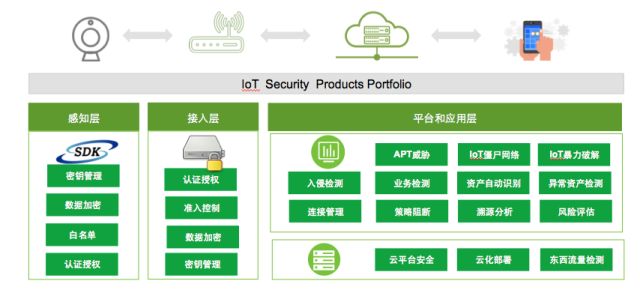 IoT Security Products Portfolio
感知层
接入层
平台和应用层
SDK
密钥管理
数据加密
白名单
认证授权
认证授权
准入控制
数据加密
密钥管理
APT威胁
IoT僵尸网络
IoT暴力破解
入侵检测
业务检测
资产自动识别
异常资产检测
连接管理
策略阻断
溯源分析
风险评估
云平台安全
云化部署
东西流量检测